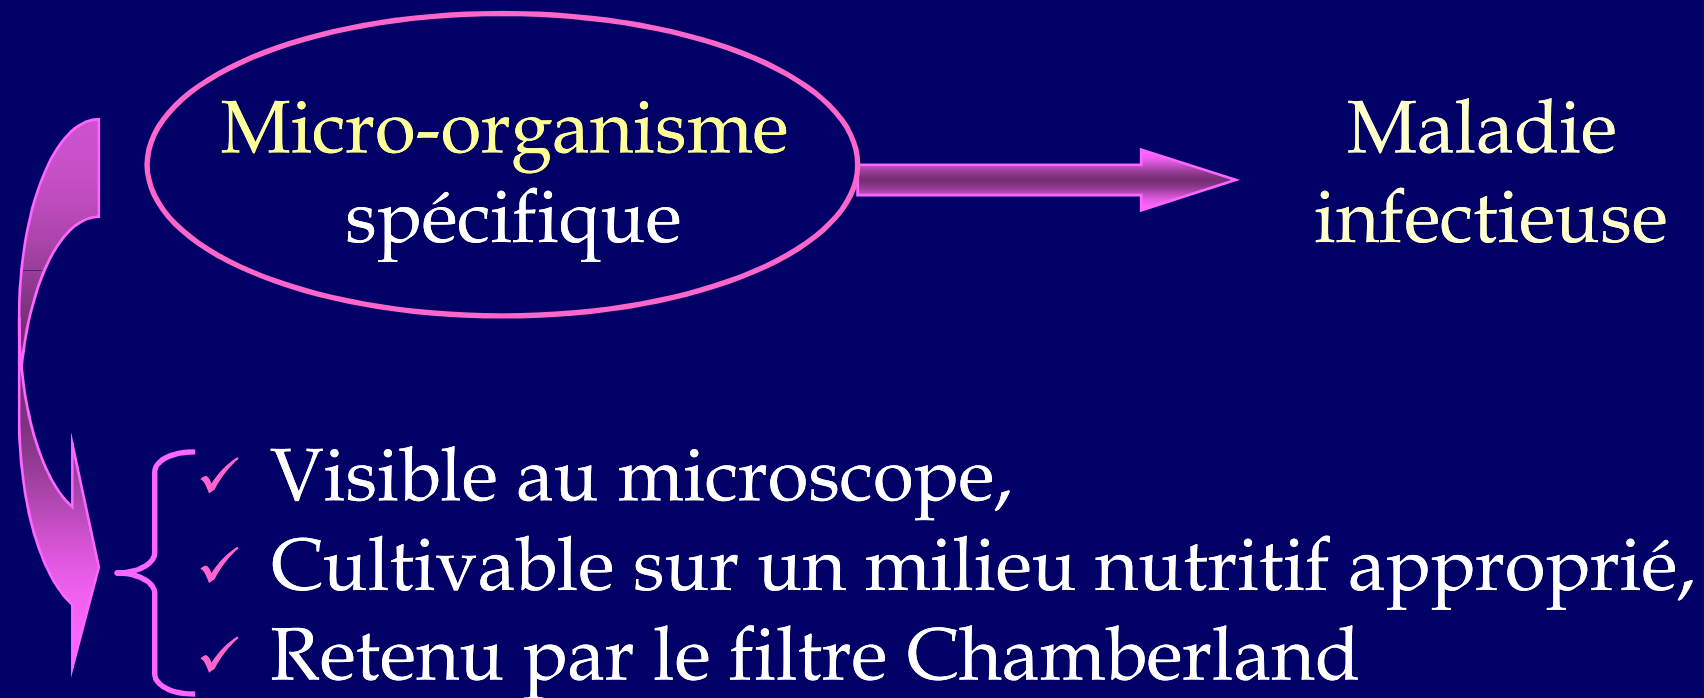 Micro-organisme
spécifique
Maladie
infectieuse
Visible au microscope,
Cultivable sur un milieu nutritif approprié,
Retenu par le filtre Chamberland